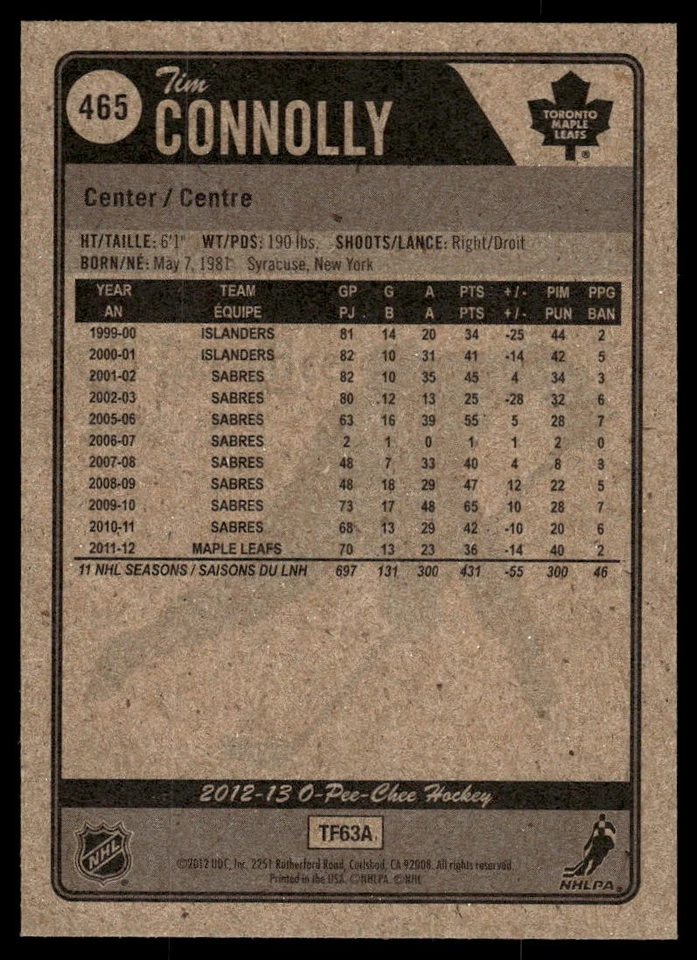 465
Tim
CONNOLLY
TORONTO
MAPLE
LEAFS
®
Center / Centre
HT/TAILLE: 6'1" WT/PDS: 190 lbs. SHOOTS/LANCE: Right/Droit
BORN/NÉ: May 7, 1981 Syracuse, New York
YEAR TEAM GP G A PTS +/- PIM PPG
AN ÉQUIPE PJ B A PTS +/- PUN BAN
1999-00 ISLANDERS 81 14 20 34 -25 44 2
2000-01 ISLANDERS 82 10 31 41 -14 42 5
2001-02 SABRES 82 10 35 45 4 34 3
2002-03 SABRES 80 12 13 25 -28 32 6
2005-06 SABRES 63 16 39 55 5 28 7
2006-07 SABRES 2 1 0 1 1 2 0
2007-08 SABRES 48 7 33 40 4 8 3
2008-09 SABRES 48 18 29 47 12 22 5
2009-10 SABRES 73 17 48 65 10 28 7
2010-11 SABRES 68 13 29 42 -10 20 6
2011-12 MAPLE LEAFS 70 13 23 36 -14 40 2
11 NHL SEASONS / SAISONS DU LNH 697 131 300 431 -55 300 46
2012-13 O-Pee-Chee Hockey
TF63A
NHL
©2012 UDC, Inc. 2251 Rutherford Road, Carlsbad, CA 92008. All rights reserved.
Printed in the USA. ©NHLPA. ©NHL
NHLPA